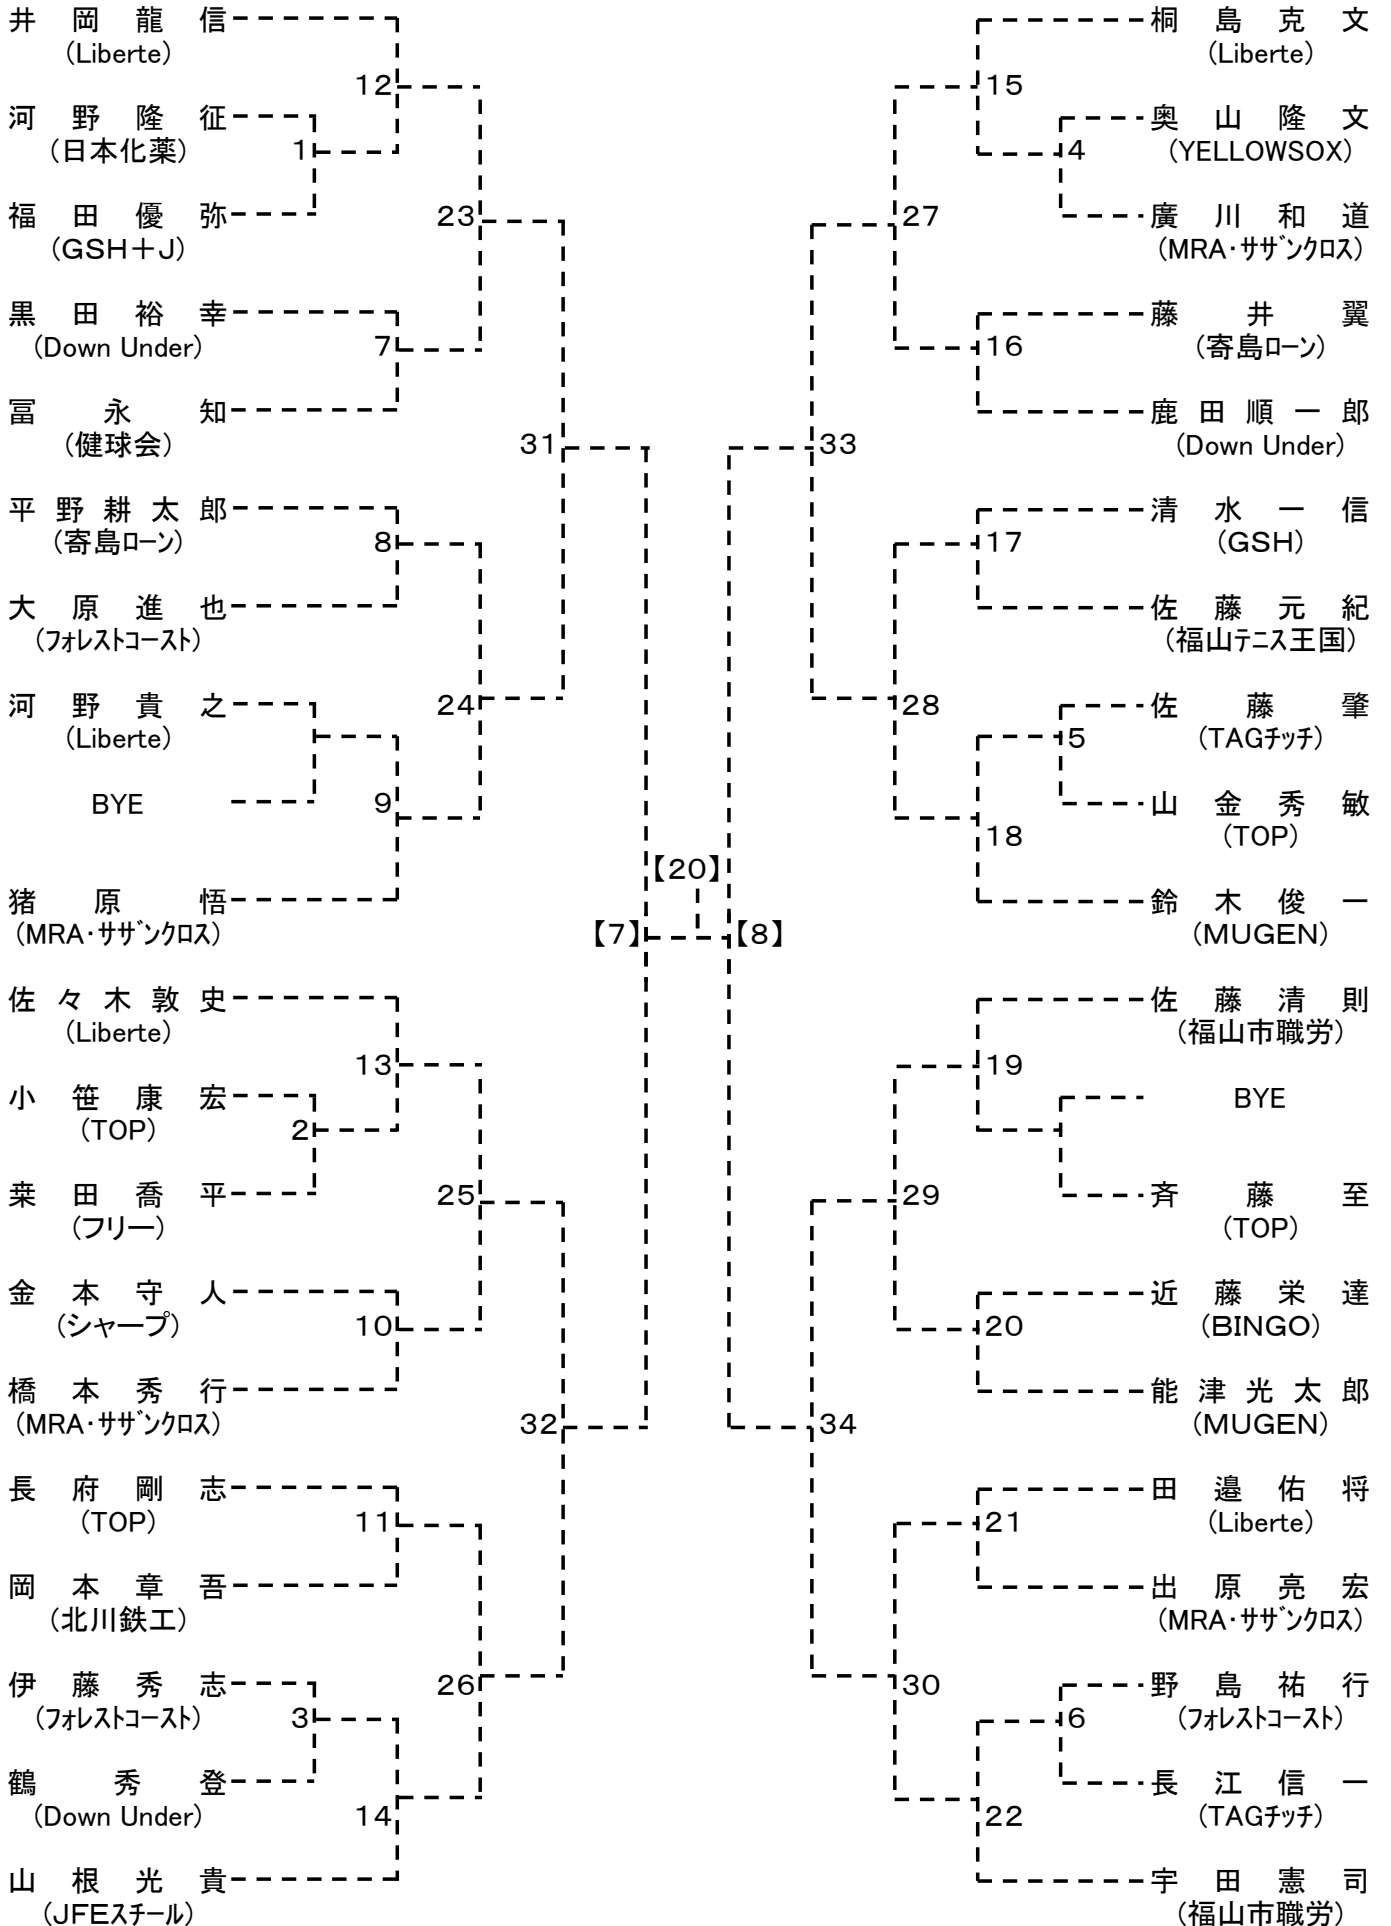 井岡龍信
(Liberte)
12
河野隆征
(日本化薬)
1
福田優弥
(GSH＋J)
23
黒田裕幸
(Down Under)
7
冨永知
(健球会)
31
平野耕太郎
(寄島ローン)
8
大原進也
(フォレストコースト)
河野貴之
(Liberte)
24
BYE
9
猪原悟
(MRA・サザンクロス)
【7】
佐々木敦史
(Liberte)
13
小笹康宏
(TOP)
2
桒田喬平
(フリー)
25
金本守人
(シャープ)
10
橋本秀行
(MRA・サザンクロス)
32
長府剛志
(TOP)
11
岡本章吾
(北川鉄工)
伊藤秀志
(フォレストコースト)
3
26
鶴秀登
(Down Under)
14
山根光貴
(JFEスチール)
【20】
桐島克文
(Liberte)
15
奥山隆文
(YELLOWSOX)
4
廣川和道
(MRA・サザンクロス)
27
藤井翼
(寄島ローン)
16
鹿田順一郎
(Down Under)
33
清水一信
(GSH)
17
佐藤元紀
(福山テニス王国)
28
佐藤肇
(TAGチッチ)
5
山金秀敏
(TOP)
18
鈴木俊一
(MUGEN)
【8】
佐藤清則
(福山市職労)
19
BYE
斉藤至
(TOP)
29
近藤栄達
(BINGO)
20
能津光太郎
(MUGEN)
34
田邉佑将
(Liberte)
21
出原亮宏
(MRA・サザンクロス)
30
野島祐行
(フォレストコースト)
6
長江信一
(TAGチッチ)
22
宇田憲司
(福山市職労)